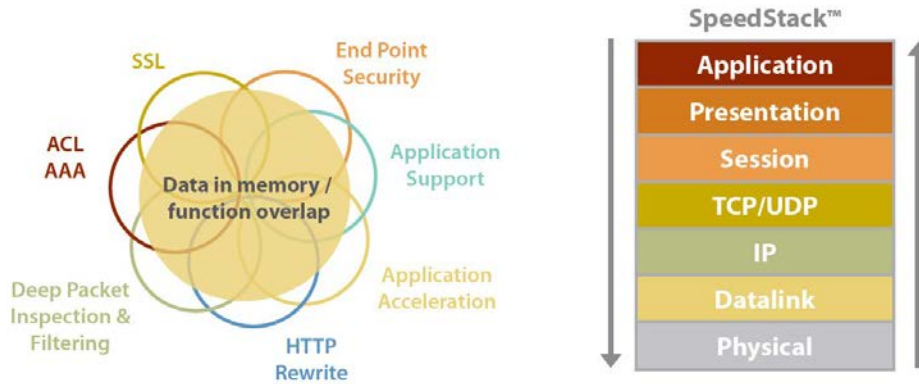 SSL
End Point
Security
ACL
AAA
Application
Support
Data in memory /
function overlap
Deep Packet
Inspection &
Filtering
Application
Acceleration
HTTP
Rewrite
SpeedStack™
Application
Presentation
Session
TCP/UDP
IP
Datalink
Physical